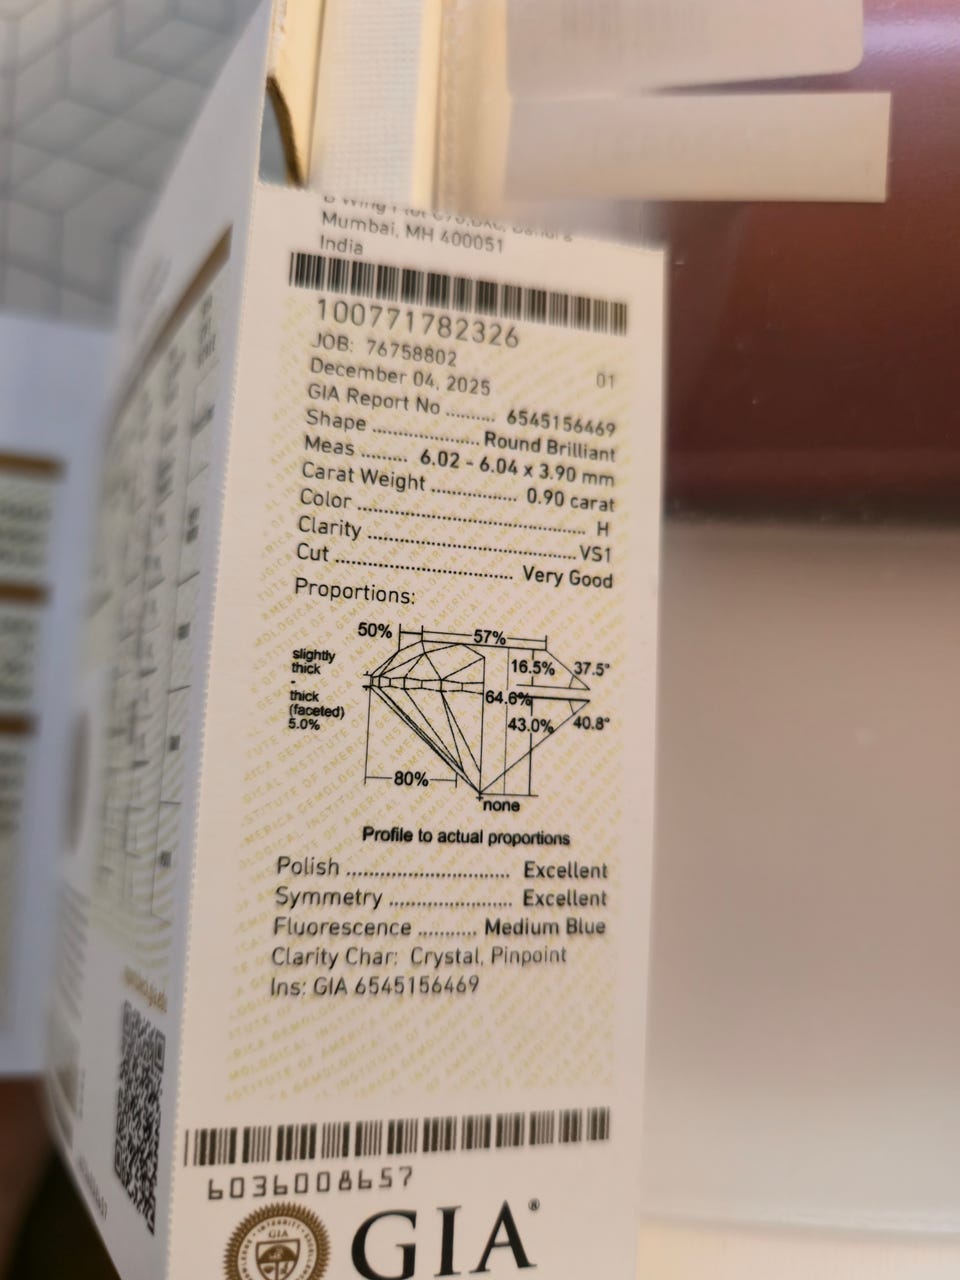 Mumbai, MH 400051
India
100771782326
JOB: 76758802
December 04, 2025 01
GIA Report No .......... 6545156469
Shape ...................... Round Brilliant
Meas ......... 6.02 - 6.04 x 3.90 mm
Carat Weight ................. 0.90 carat
Color ............................................. H
Clarity .......................................... VS1
Cut .................................... Very Good
Proportions:
50% 57%
slightly
thick
-
thick
(faceted)
5.0%
16.5% 37.5°
64.6%
43.0% 40.8°
80%
none
Profile to actual proportions
Polish ................................. Excellent
Symmetry ......................... Excellent
Fluorescence ........... Medium Blue
Clarity Char: Crystal, Pinpoint
Ins: GIA 6545156469
6036008657
GIA
GIA®